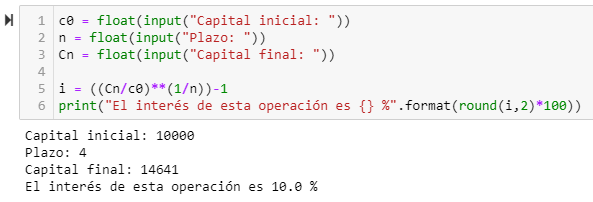 1 c0 = float(input("Capital inicial: "))
2 n = float(input("Plazo: "))
3 Cn = float(input("Capital final: "))
4
5 i = ((Cn/c0)**(1/n))-1
6 print("El interés de esta operación es {} %".format(round(i,2)*100))
Capital inicial: 10000
Plazo: 4
Capital final: 14641
El interés de esta operación es 10.0 %